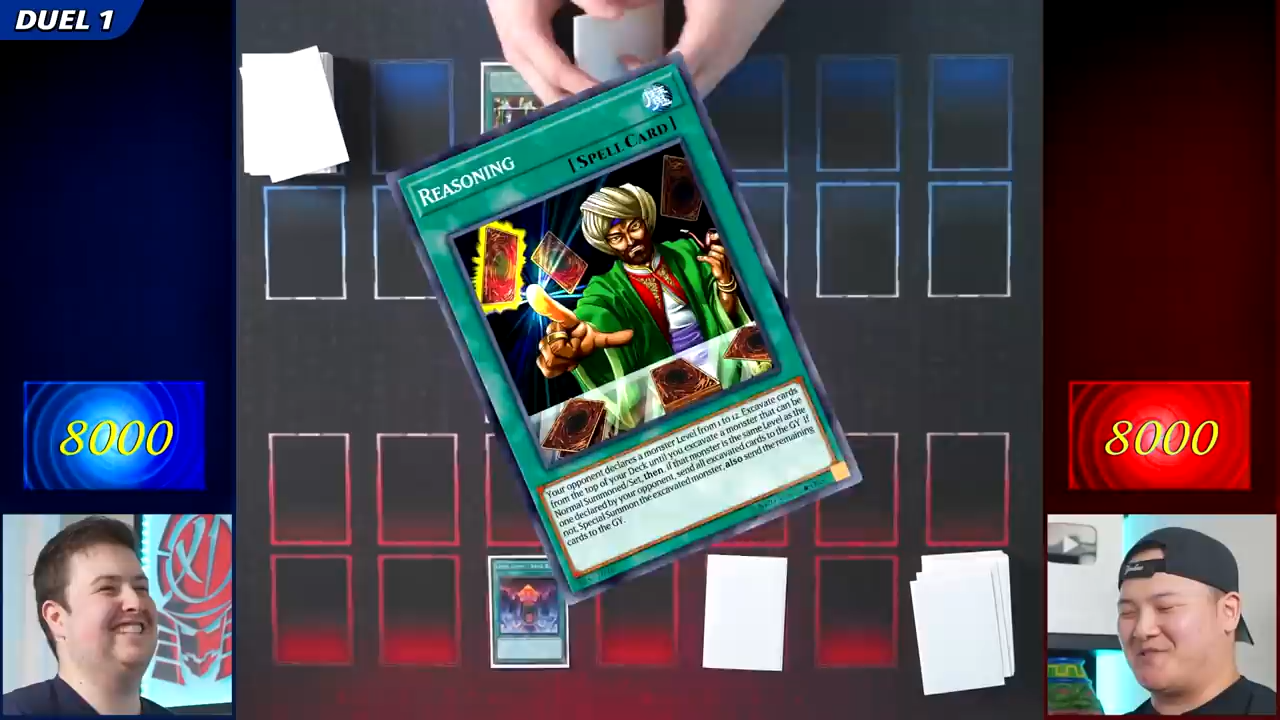 DUEL 1
魔
[SPELL CARD]
REASONING
Your opponent declares a monster Level from 1 to 12. Excavate cards
from the top of your Deck until you excavate a monster that can be
Normal Summoned/Set, then, if that monster is the same Level as the
one declared by your opponent, send all excavated cards to the GY. If
not, Special Summon the excavated monster, also send the remaining
cards to the GY.
8000
8000